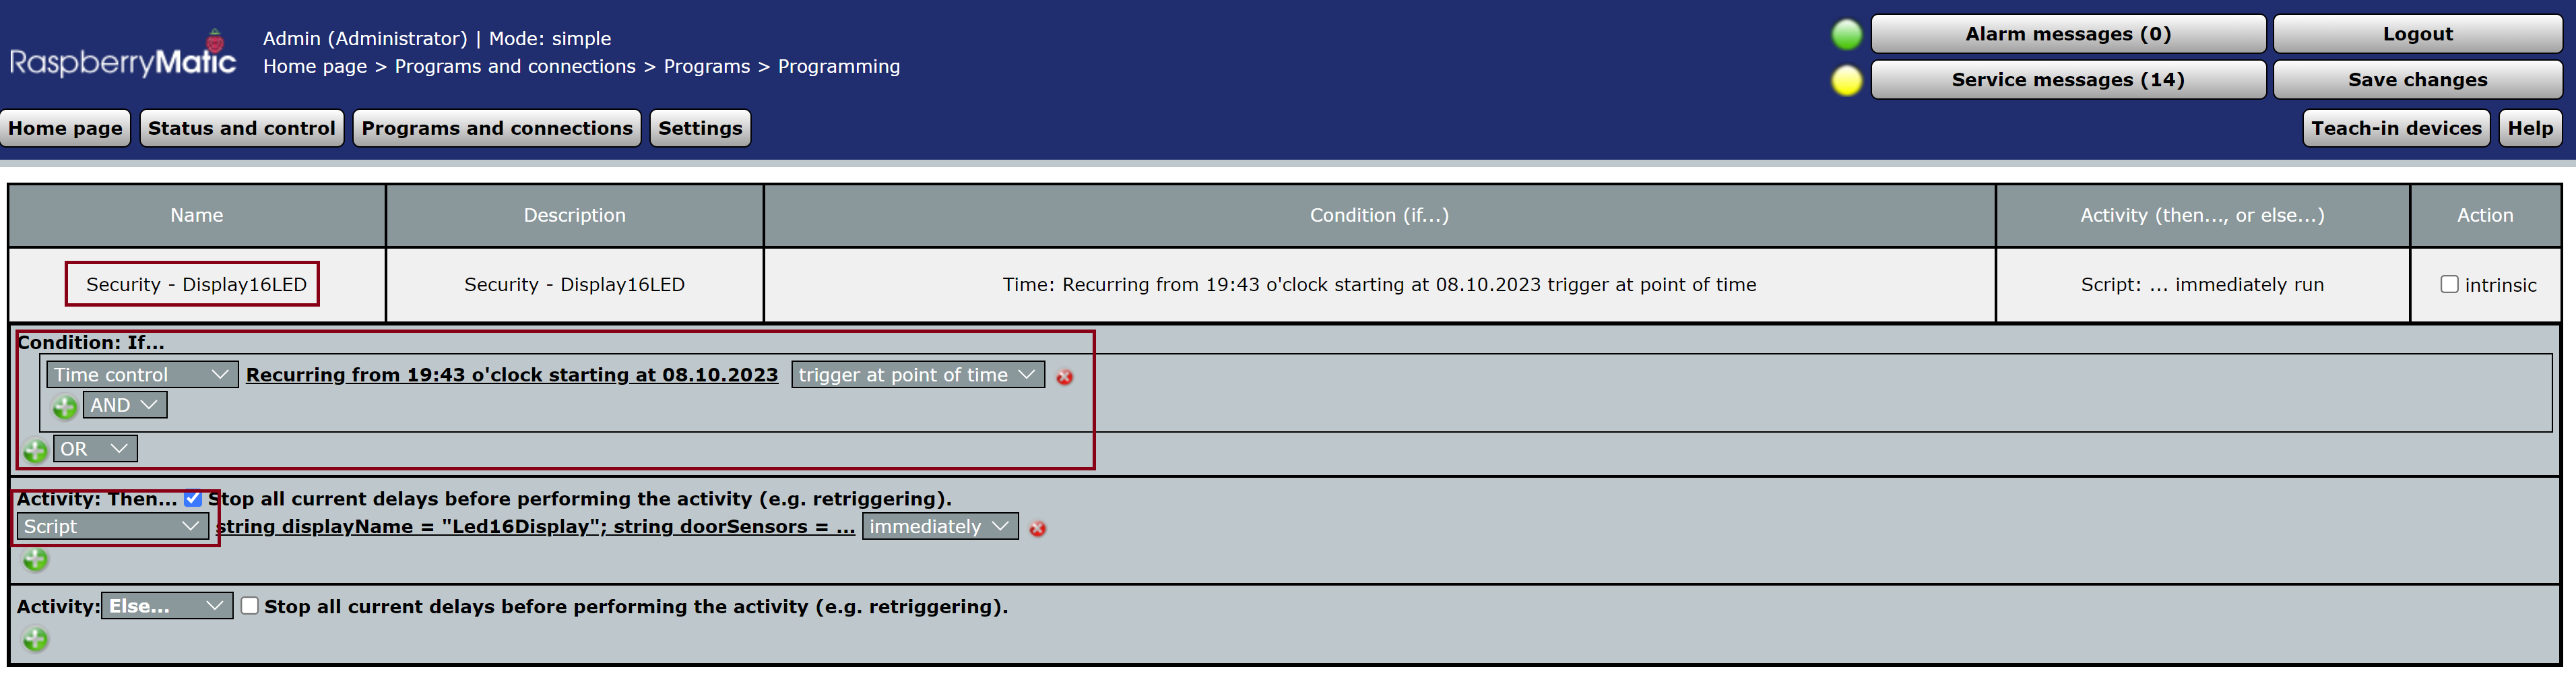 RaspberryMatic
Admin (Administrator) | Mode: simple
Home page > Programs and connections > Programs > Programming
Alarm messages (0)
Logout
Service messages (14)
Save changes
Home page
Status and control
Programs and connections
Settings
Teach-in devices
Help
Name
Description
Condition (if...)
Activity (then..., or else...)
Action
Security - Display16LED
Security - Display16LED
Time: Recurring from 19:43 o'clock starting at 08.10.2023 trigger at point of time
Script: ... immediately run
intrinsic
Condition: If...
Time control Recurring from 19:43 o'clock starting at 08.10.2023 trigger at point of time
AND
OR
Activity: Then... Stop all current delays before performing the activity (e.g. retriggering).
Script string displayName = "Led16Display"; string doorSensors = ... immediately
Activity: Else... Stop all current delays before performing the activity (e.g. retriggering).